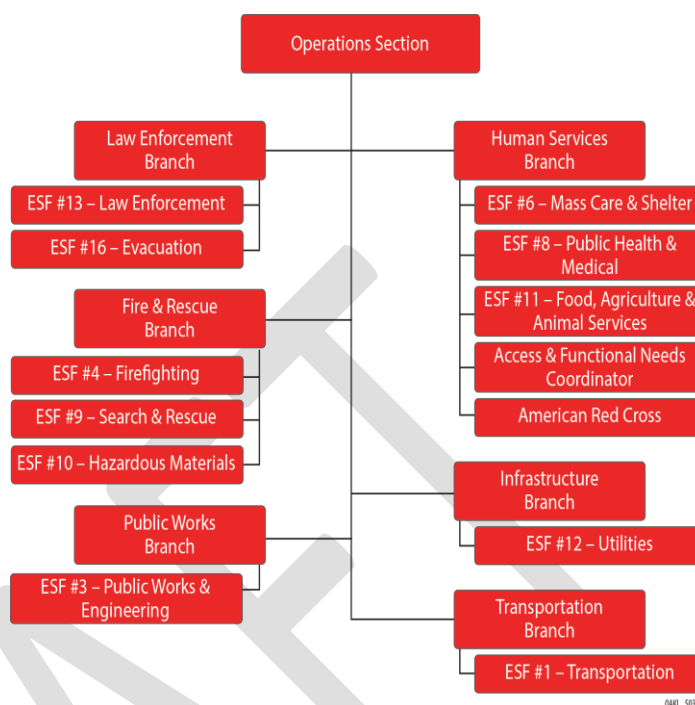 Operations Section
Law Enforcement
Branch
ESF #13 – Law Enforcement
ESF #16 – Evacuation
Fire & Rescue
Branch
ESF #4 – Firefighting
ESF #9 – Search & Rescue
ESF #10 – Hazardous Materials
Public Works
Branch
ESF #3 – Public Works &
Engineering
Human Services
Branch
ESF #6 – Mass Care & Shelter
ESF #8 – Public Health &
Medical
ESF #11 – Food, Agriculture &
Animal Services
Access & Functional Needs
Coordinator
American Red Cross
Infrastructure
Branch
ESF #12 – Utilities
Transportation
Branch
ESF #1 – Transportation